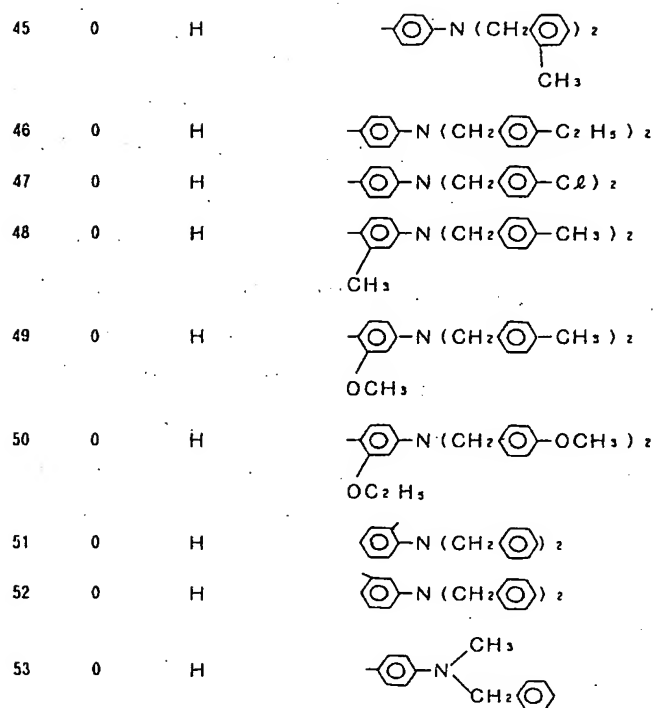 45 0 H -N(CH₂ )₂
CH₃
46 0 H -N(CH₂ -C₂H₅)₂
47 0 H -N(CH₂ -Cℓ)₂
48 0 H -N(CH₂ -CH₃)₂
CH₃
49 0 H -N(CH₂ -CH₃)₂
OCH₃
50 0 H -N(CH₂ -OCH₃)₂
OC₂H₅
51 0 H -N(CH₂ )₂
52 0 H -N(CH₂ )₂
CH₃
53 0 H -N
CH₂